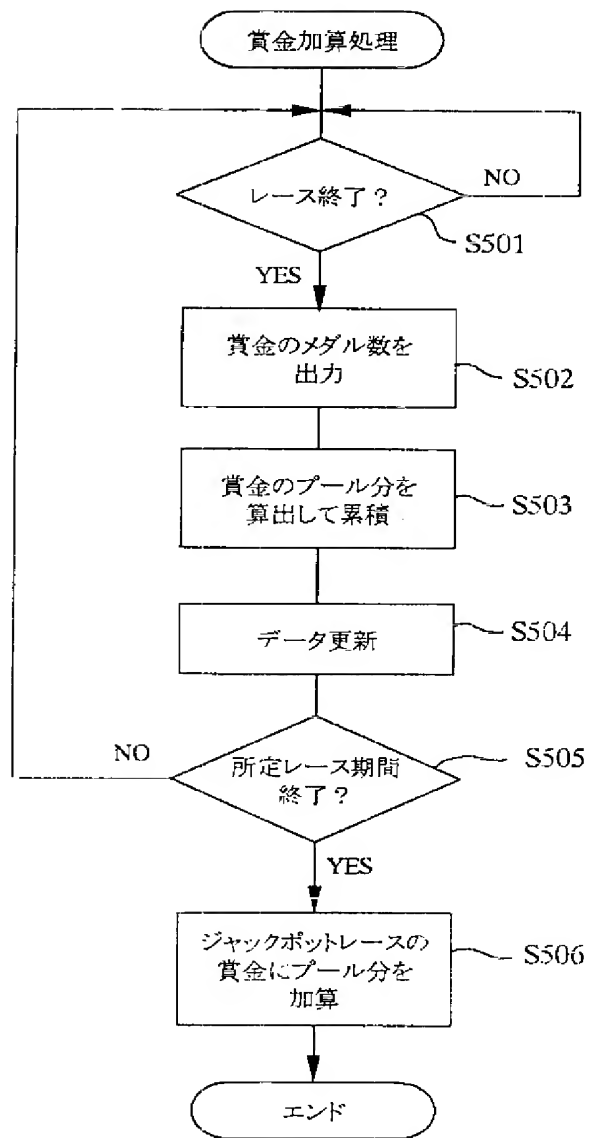 賞金加算処理
レース終了？
NO
S501
YES
賞金のメダル数を
出力
S502
賞金のプール分を
算出して累積
S503
データ更新
S504
NO
所定レース期間
終了？
S505
YES
ジャックポットレースの
賞金にプール分を
加算
S506
エンド